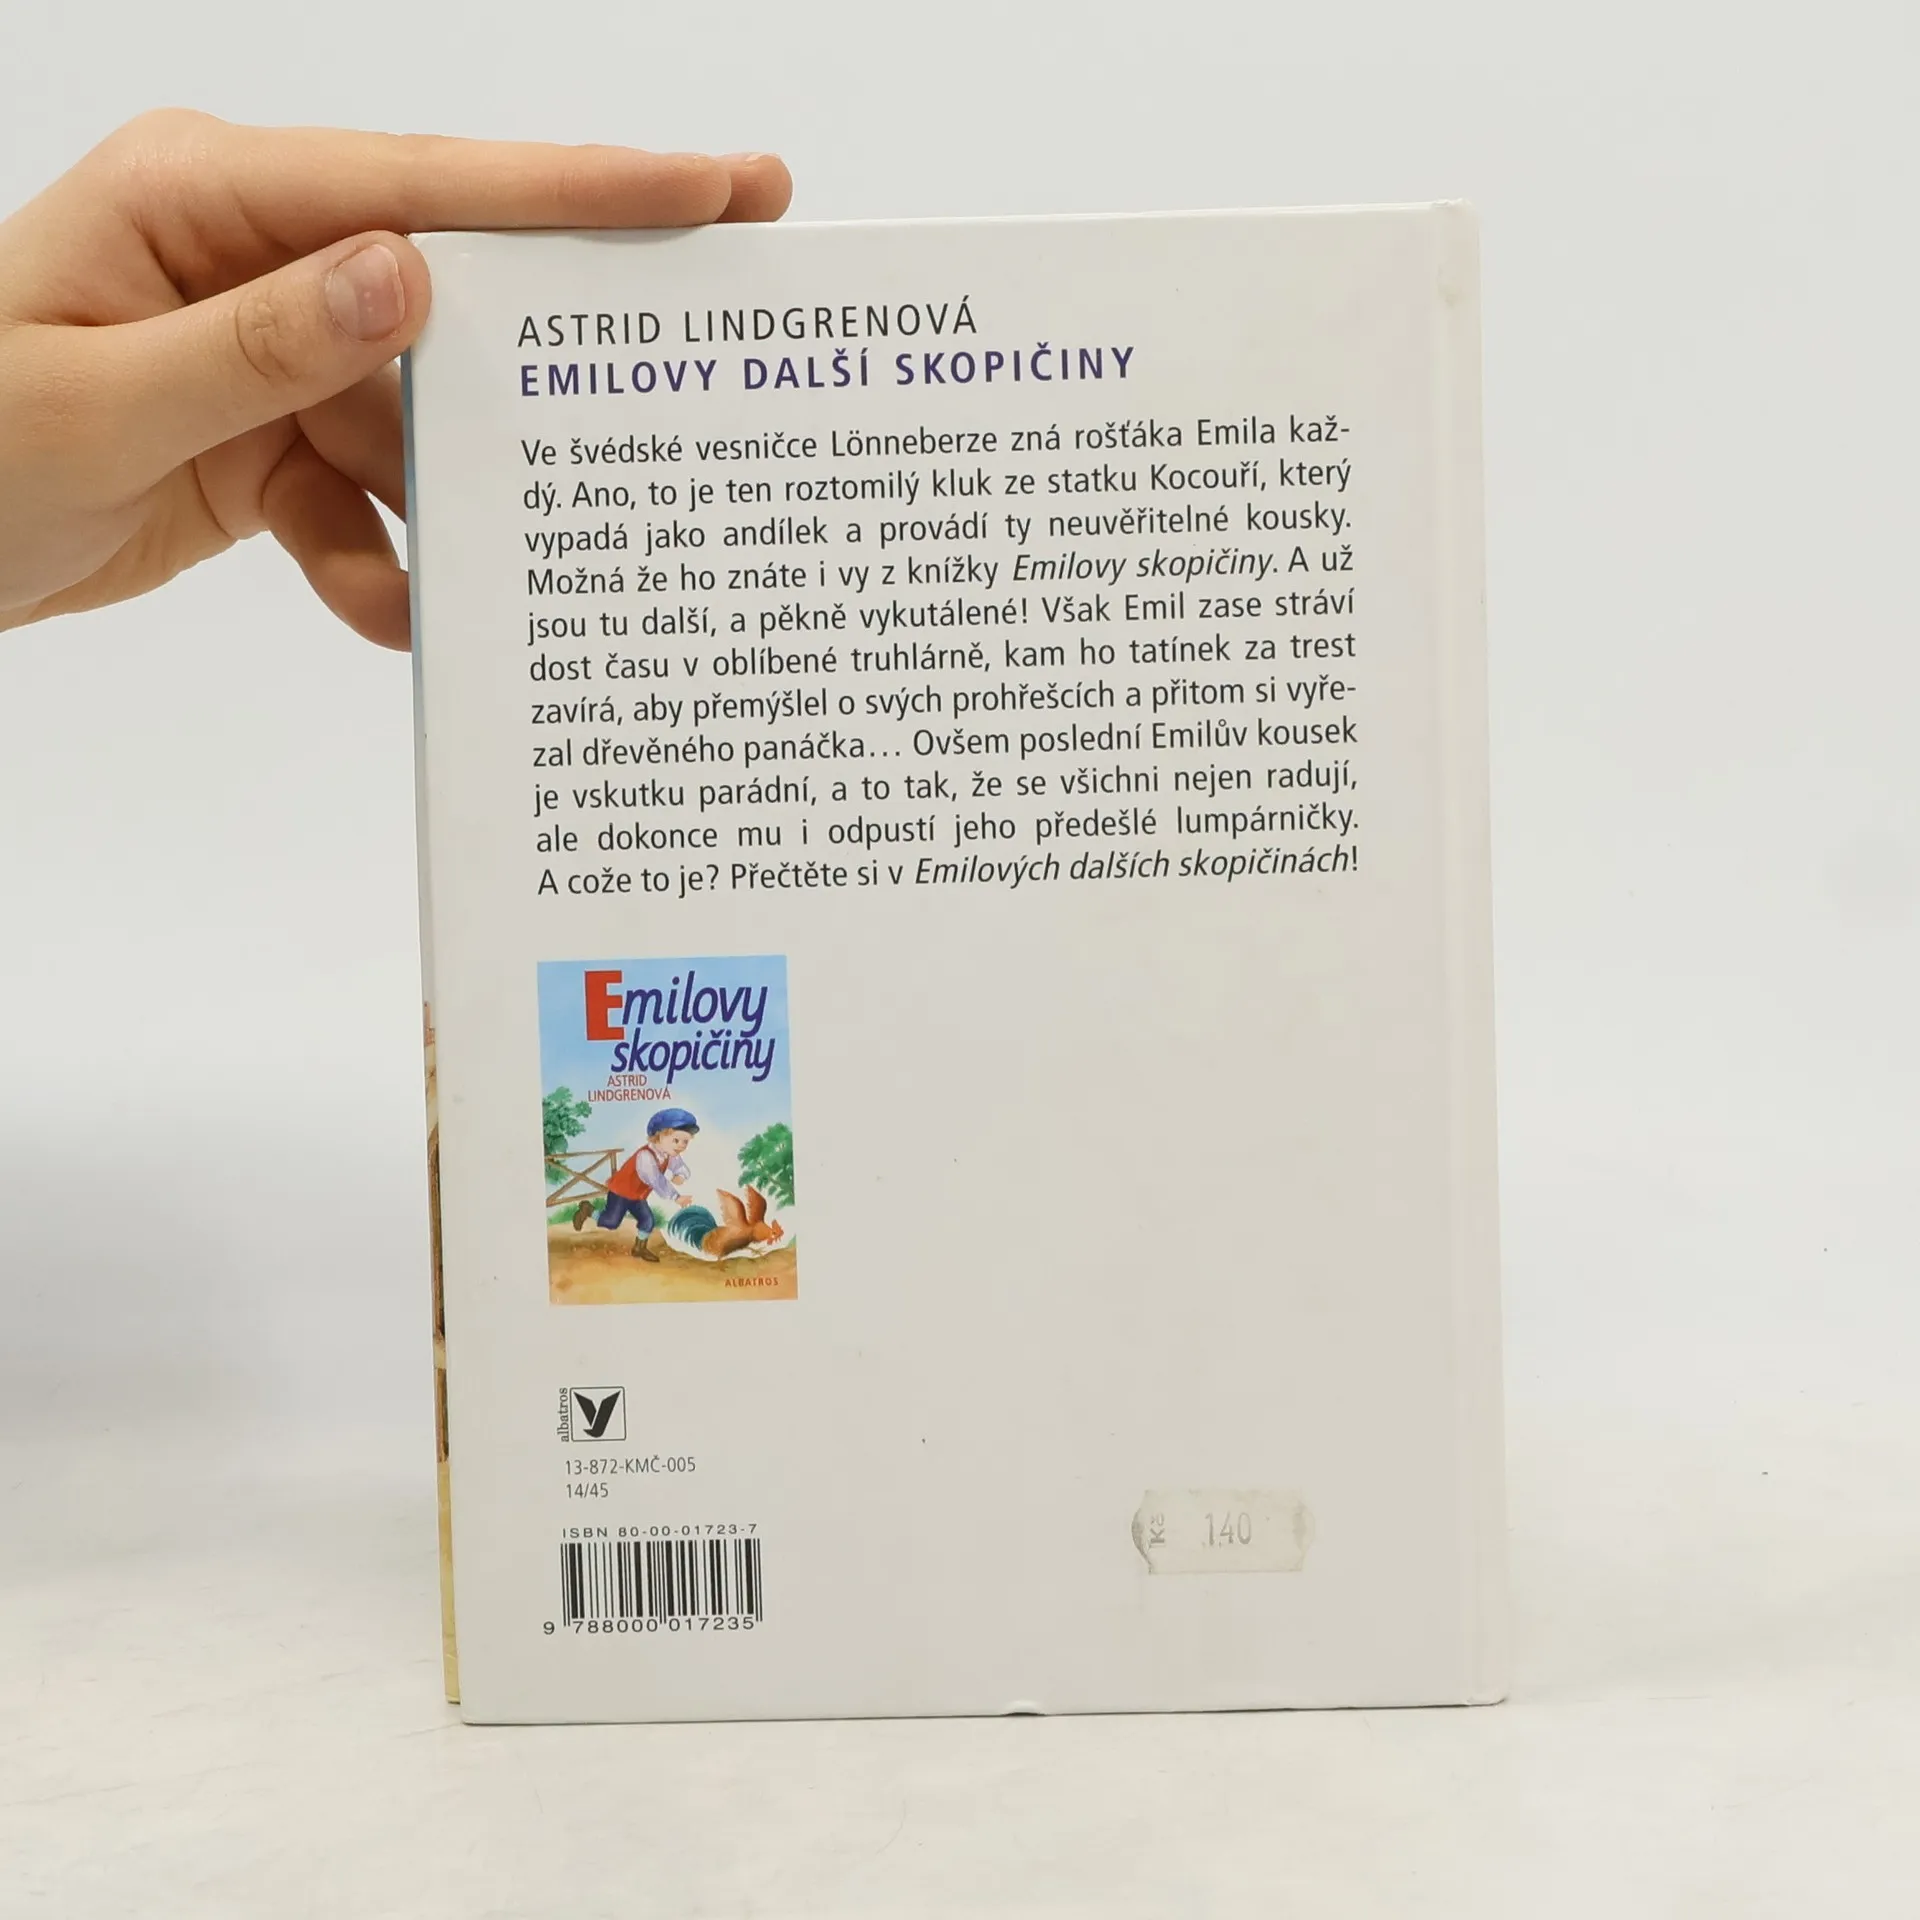 ASTRID LINDGRENOVÁ
EMILOVY DALŠÍ SKOPIČINY
Ve švédské vesničce Lönneberze zná rošťáka Emila kaž-
dý. Ano, to je ten roztomilý kluk ze statku Kocouří, který
vypadá jako andílek a provádí ty neuvěřitelné kousky.
Možná že ho znáte i vy z knížky Emilovy skopičiny. A už
jsou tu další, a pěkně vykutálené! Však Emil zase stráví
dost času v oblíbené truhlárně, kam ho tatínek za trest
zavírá, aby přemýšlel o svých prohřešcích a přitom si vyře-
zal dřevěného panáčka... Ovšem poslední Emilův kousek
je vskutku parádní, a to tak, že se všichni nejen radují,
ale dokonce mu i odpustí jeho předešlé lumpárničky.
A cože to je? Přečtěte si v Emilových dalších skopičinách!
Emilovy
skopičiny
ASTRID
LINDGRENOVÁ
ALBATROS
albatros
13-872-KMČ-005
14/45
ISBN 80-00-01723-7
9 788000 017235
Kč 140